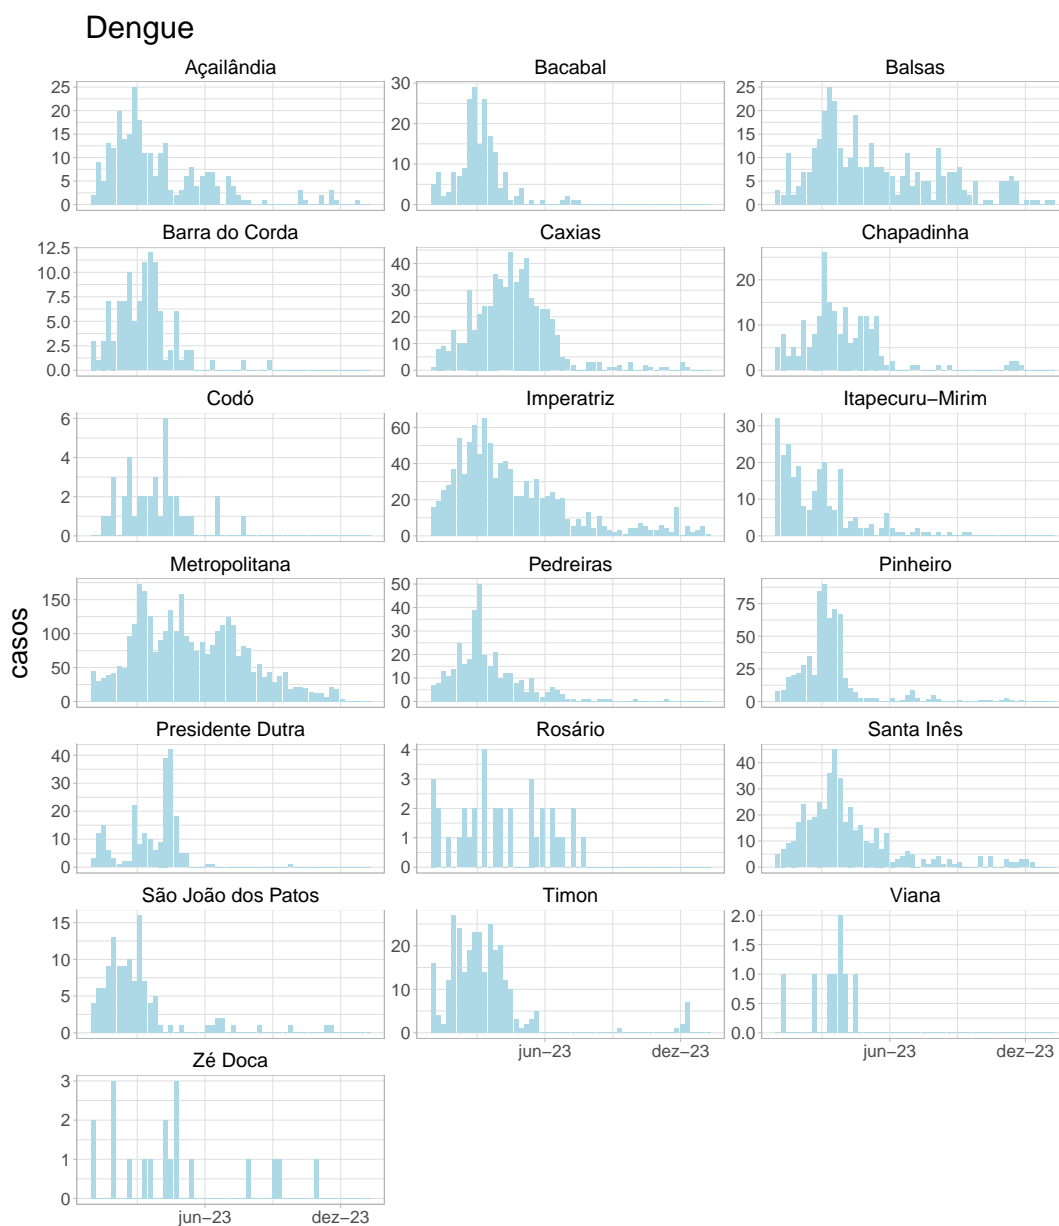 Dengue
Açailândia Bacabal Balsas
25 20 15 10 5 0
30 20 10 0
25 20 15 10 5 0
Barra do Corda Caxias Chapadinha
12.5 10.0 7.5 5.0 2.5 0.0
40 30 20 10 0
20 10 0
Codó Imperatriz Itapecuru−Mirim
6 4 2 0
60 40 20 0
30 20 10 0
Metropolitana Pedreiras Pinheiro
150 100 50 0
50 40 30 20 10 0
75 50 25 0
casos
Presidente Dutra Rosário Santa Inês
40 30 20 10 0
4 3 2 1 0
40 30 20 10 0
São João dos Patos Timon Viana
15 10 5 0
20 10 0
2.0 1.5 1.0 0.5 0.0
jun−23 dez−23 jun−23 dez−23
Zé Doca
3 2 1 0
jun−23 dez−23